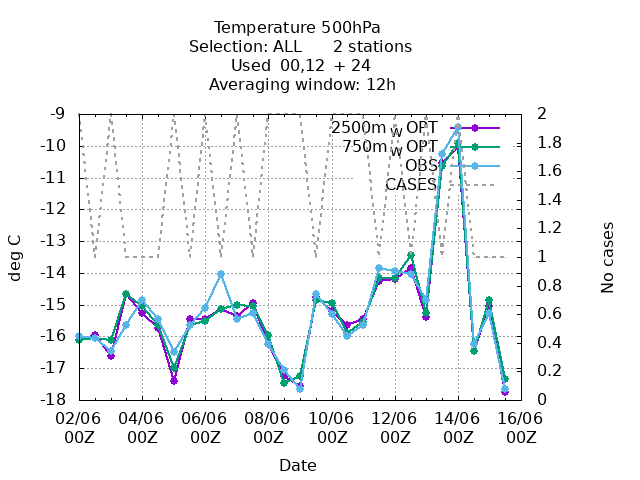 Temperature 500hPa
Selection: ALL 2 stations
Used 00,12 + 24
Averaging window: 12h
-9
-10
-11
-12
-13
-14
-15
-16
-17
-18
2
1.8
1.6
1.4
1.2
1
0.8
0.6
0.4
0.2
0
2500m_W OPT
750m_W OPT
OBS
CASES
deg C
No cases
02/06 04/06 06/06 08/06 10/06 12/06 14/06 16/06
00Z 00Z 00Z 00Z 00Z 00Z 00Z 00Z
Date